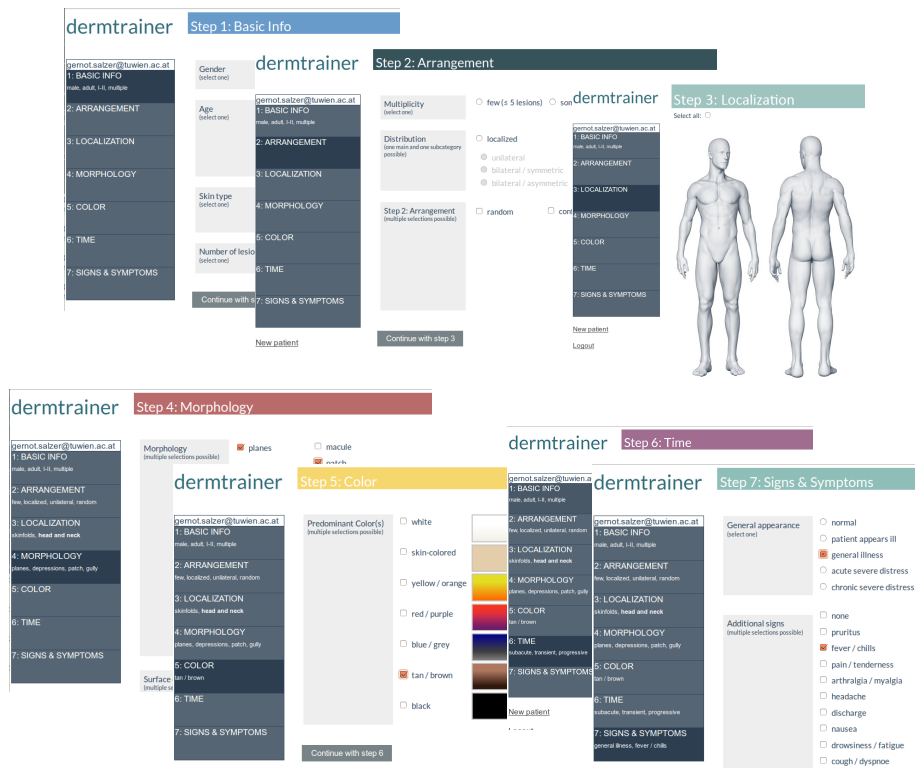 dermtrainer
Step 1: Basic Info
gernot.salzer@tuwien.ac.at
1: BASIC INFO
male, adult, I-II, multiple
2: ARRANGEMENT
3: LOCALIZATION
4: MORPHOLOGY
5: COLOR
6: TIME
7: SIGNS & SYMPTOMS
Gender
(select one)
Age
(select one)
Skin type
(select one)
Number of lesio
Continue with s
dermtrainer
Step 2: Arrangement
gernot.salzer@tuwien.ac.at
1: BASIC INFO
male, adult, I-II, multiple
2: ARRANGEMENT
3: LOCALIZATION
4: MORPHOLOGY
5: COLOR
6: TIME
7: SIGNS & SYMPTOMS
New patient
Multiplicity
(select one)
few (≤ 5 lesions)
som
Distribution
(one main and one subcategory
possible)
localized
unilateral
bilateral / symmetric
bilateral / asymmetric
Step 2: Arrangement
(multiple selections possible)
random
cont
Continue with step 3
dermtrainer
Step 3: Localization
Select all:
gernot.salzer@tuwien.ac.at
1: BASIC INFO
male, adult, I-II, multiple
2: ARRANGEMENT
3: LOCALIZATION
4: MORPHOLOGY
5: COLOR
6: TIME
7: SIGNS & SYMPTOMS
New patient
Logout
dermtrainer
Step 4: Morphology
gernot.salzer@tuwien.ac.at
1: BASIC INFO
male, adult, I-II, multiple
2: ARRANGEMENT
few, localized, unilateral, random
3: LOCALIZATION
skinfolds, head and neck
4: MORPHOLOGY
planes, depressions, patch, gully
5: COLOR
6: TIME
7: SIGNS & SYMPTOMS
Morphology
(multiple selections possible)
planes
macule
patch
Surface
(multiple se
dermtrainer
Step 5: Color
gernot.salzer@tuwien.ac.at
1: BASIC INFO
male, adult, I-II, multiple
2: ARRANGEMENT
few, localized, unilateral, random
3: LOCALIZATION
skinfolds, head and neck
4: MORPHOLOGY
planes, depressions, patch, gully
5: COLOR
tan / brown
6: TIME
7: SIGNS & SYMPTOMS
Predominant Color(s)
(multiple selections possible)
white
skin-colored
yellow / orange
red / purple
blue / grey
tan / brown
black
Continue with step 6
dermtrainer
Step 6: Time
gernot.salzer@tuwien.a
1: BASIC INFO
male, adult, I-II, multiple
2: ARRANGEMENT
few, localized, unilateral, random
3: LOCALIZATION
skinfolds, head and neck
4: MORPHOLOGY
planes, depressions, patch, gully
5: COLOR
tan / brown
6: TIME
subacute, transient, progressive
7: SIGNS & SYMPTOMS
New patient
dermtrainer
Step 7: Signs & Symptoms
gernot.salzer@tuwien.ac.at
1: BASIC INFO
male, adult, I-II, multiple
2: ARRANGEMENT
few, localized, unilateral, random
3: LOCALIZATION
skinfolds, head and neck
4: MORPHOLOGY
planes, depressions, patch, gully
5: COLOR
tan / brown
6: TIME
subacute, transient, progressive
7: SIGNS & SYMPTOMS
general illness, fever / chills
General appearance
(select one)
normal
patient appears ill
general illness
acute severe distress
chronic severe distress
Additional signs
(multiple selections possible)
none
pruritus
fever / chills
pain / tenderness
arthralgia / myalgia
headache
discharge
nausea
drowsiness / fatigue
cough / dyspnoe